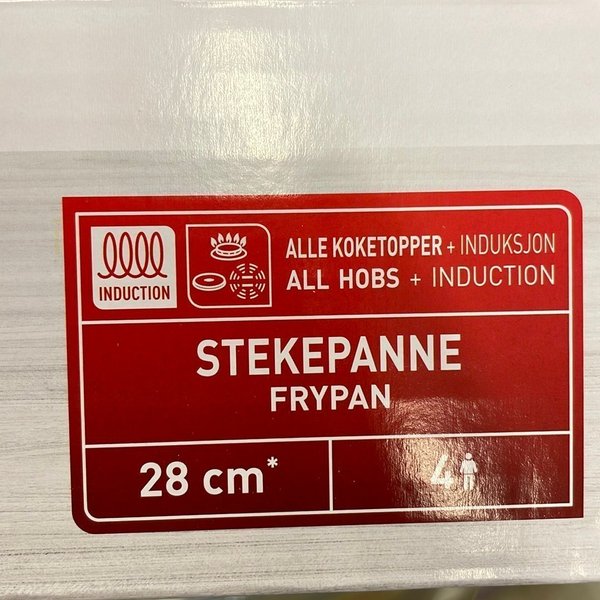 INDUCTION
ALLE KOKETOPPER + INDUKSJON
ALL HOBS + INDUCTION
STEKEPANNE
FRYPAN
28 cm*
4